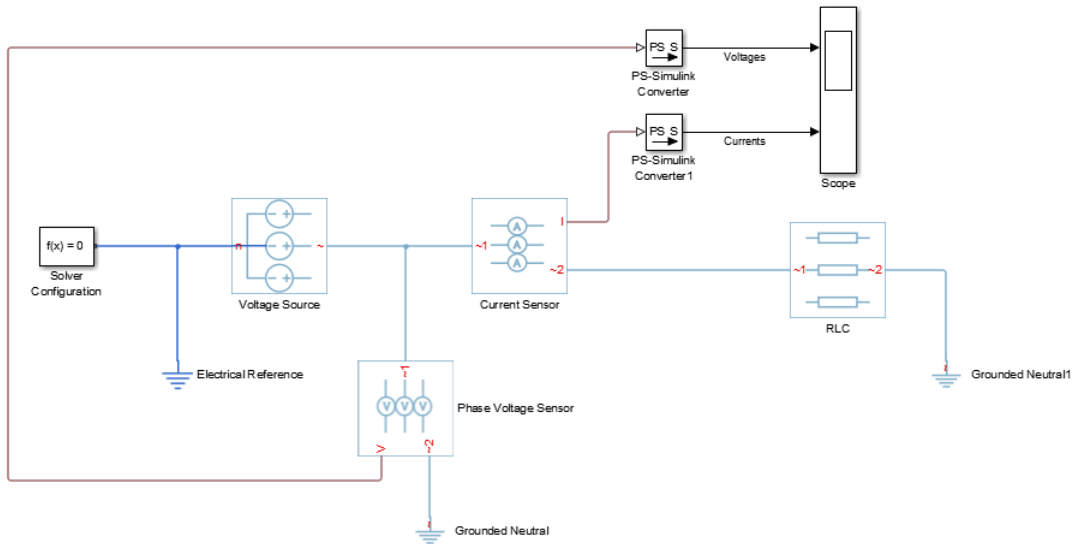 PS S
Voltages
PS-Simulink
Converter
PS S
Currents
PS-Simulink
Converter1
Scope
f(x) = 0
Solver
Configuration
n
~
Voltage Source
~1
A
A
A
I
~2
Current Sensor
~1
~2
RLC
Electrical Reference
~1
V V V
V
~2
Phase Voltage Sensor
Grounded Neutral1
Grounded Neutral